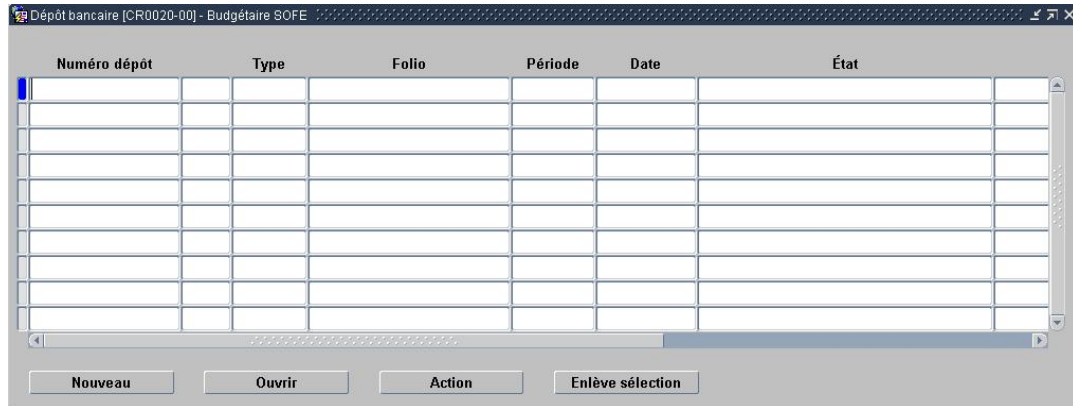 Dépôt bancaire [CR0020-00] - Budgétaire SOFE
Numéro dépôt Type Folio Période Date État
Nouveau Ouvrir Action Enlève sélection